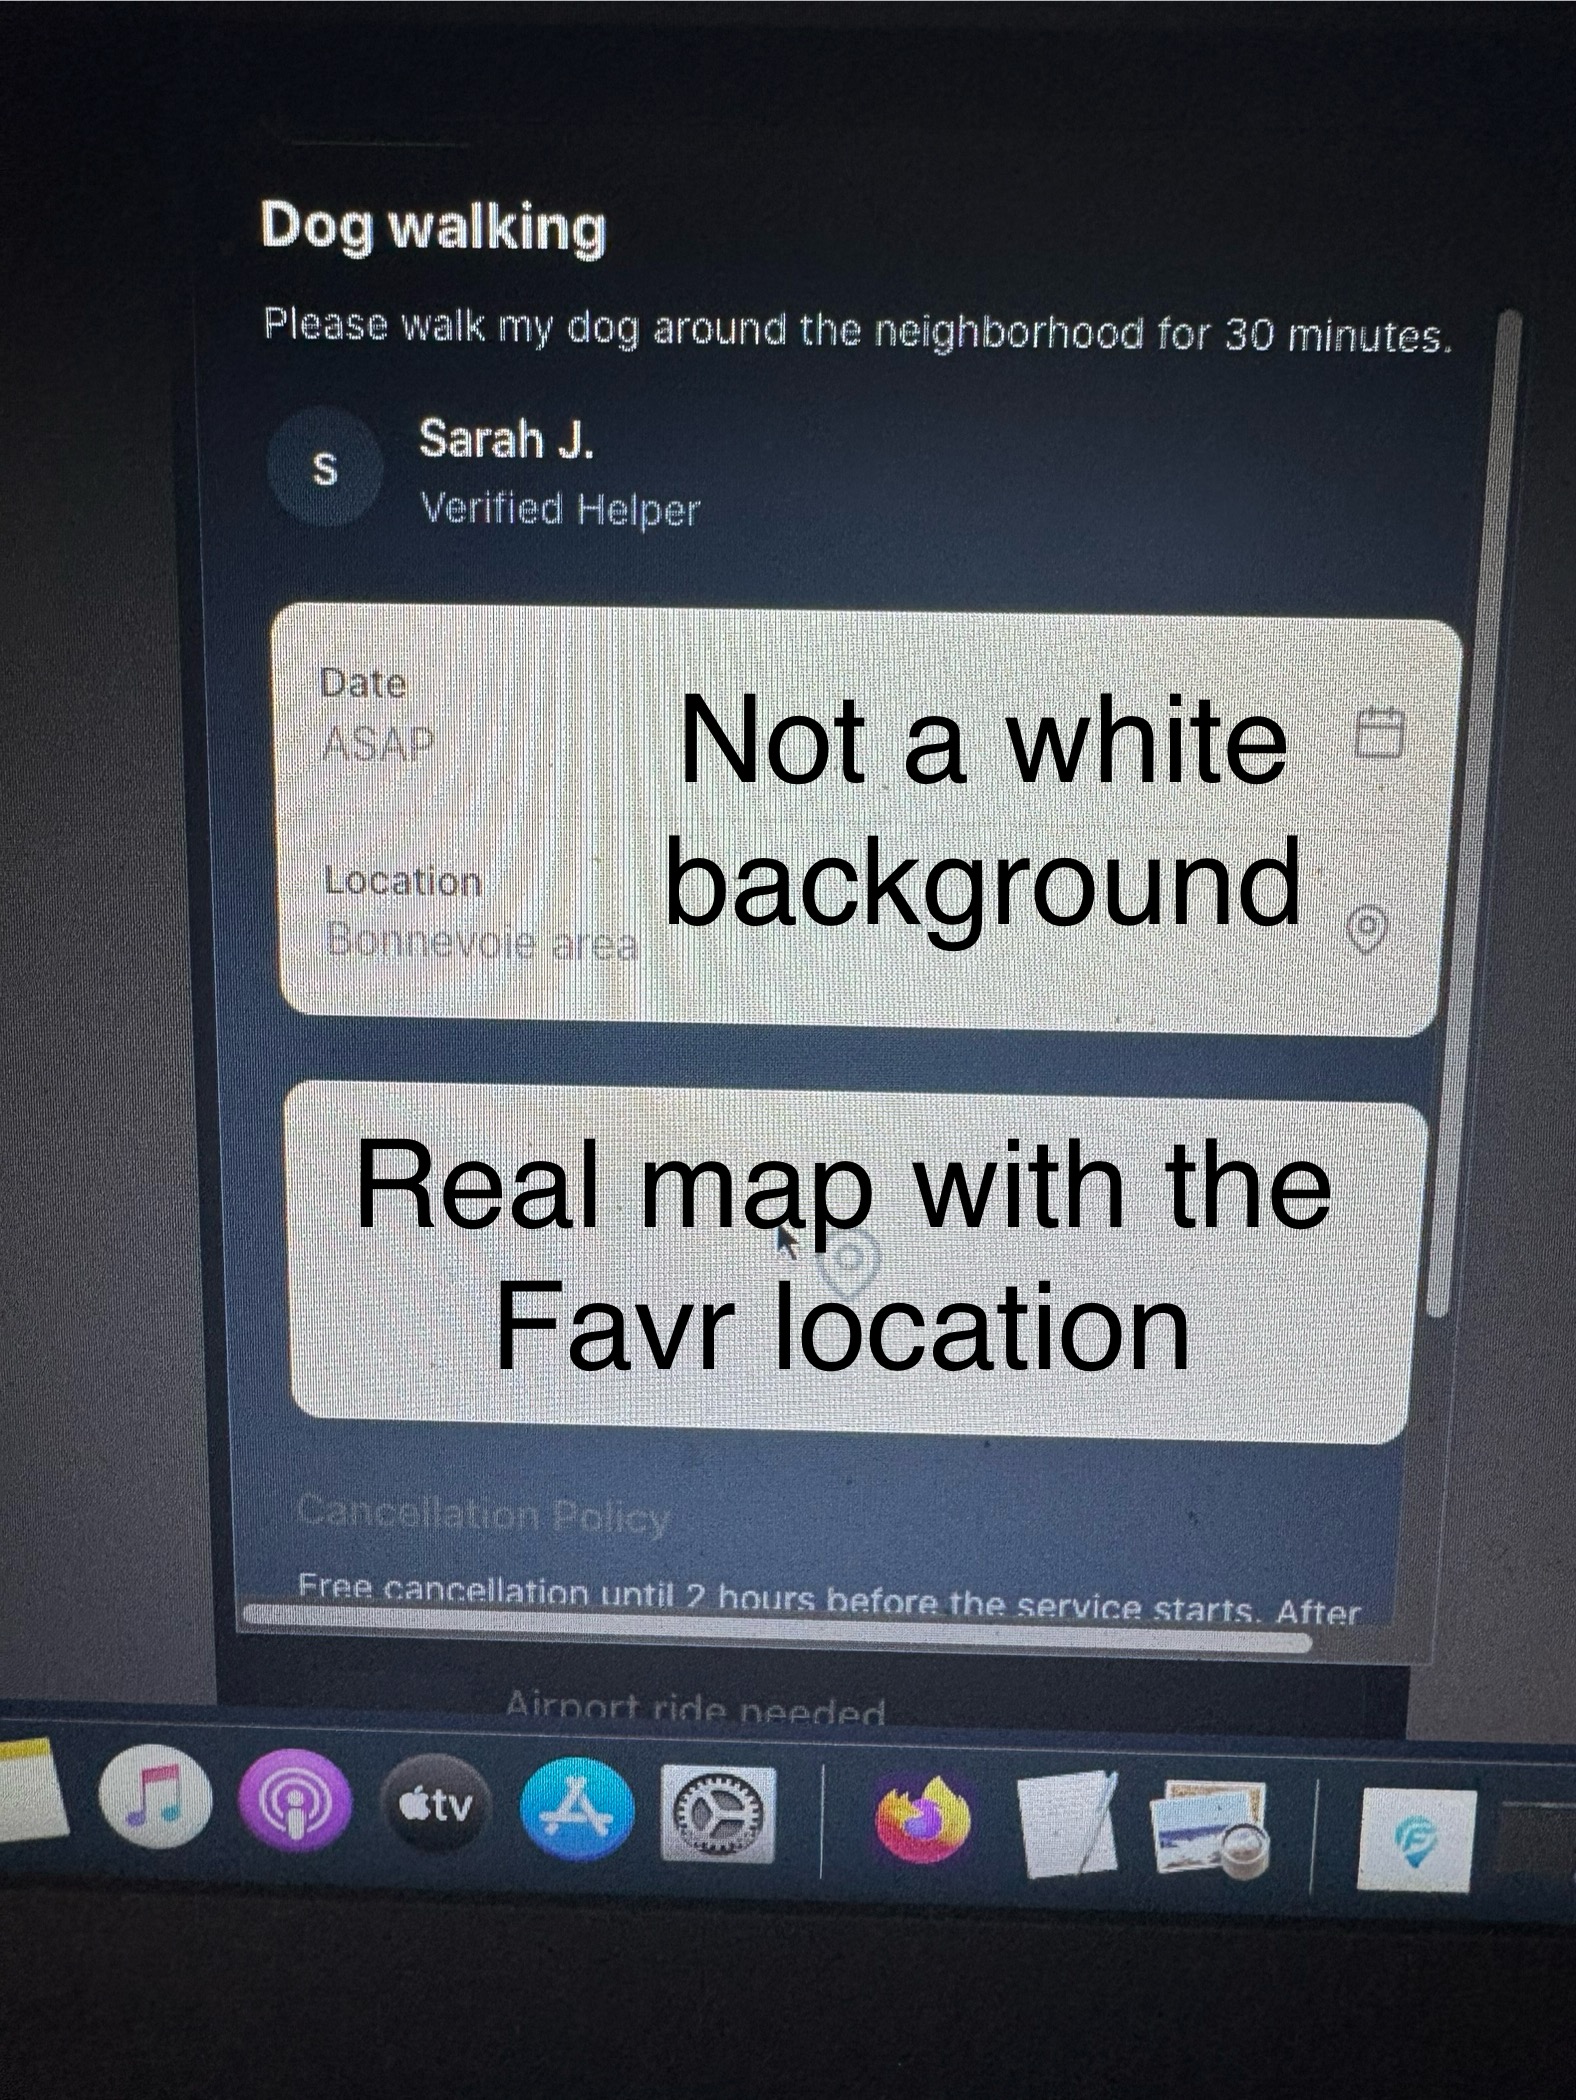 Dog walking
Please walk my dog around the neighborhood for 30 minutes.
S
Sarah J.
Verified Helper
Date
ASAP
Not a white
background
Location
Bonnevoie area
Real map with the
Favr location
Cancellation Policy
Free cancellation until 2 hours before the service starts. After
Airport ride needed
tv